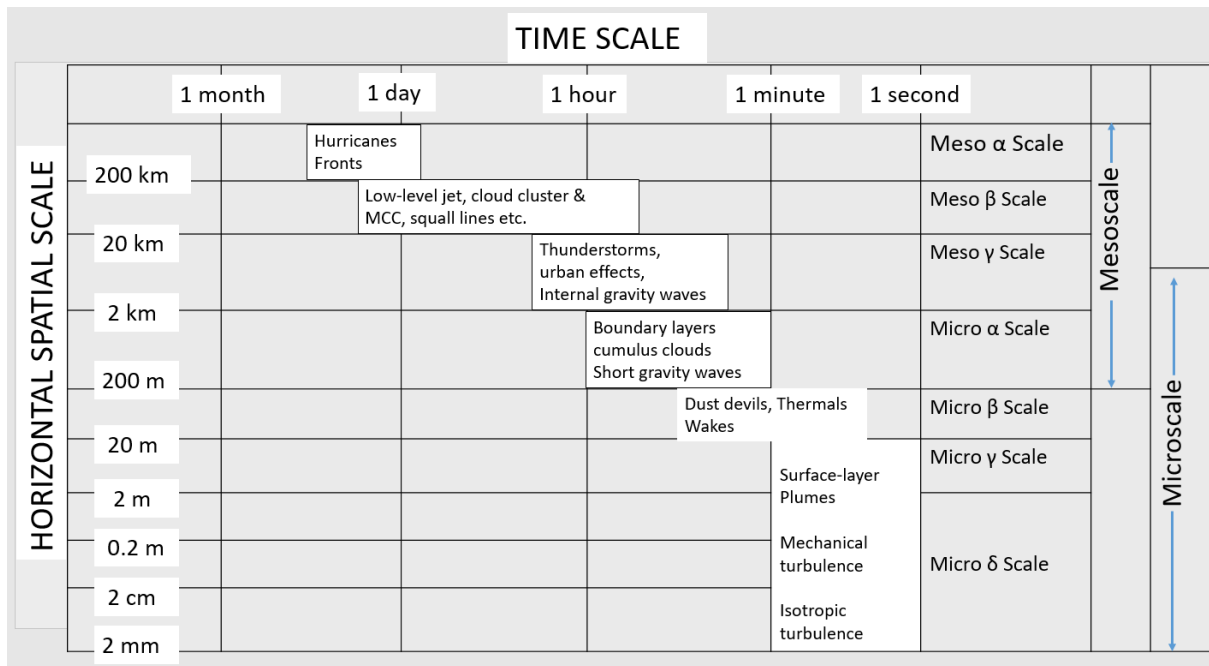 TIME SCALE
1 month
1 day
1 hour
1 minute
1 second
HORIZONTAL SPATIAL SCALE
Hurricanes
Fronts
Meso α Scale
200 km
Low-level jet, cloud cluster &
MCC, squall lines etc.
Meso β Scale
20 km
Thunderstorms,
urban effects,
Internal gravity waves
Meso γ Scale
Mesoscale
2 km
Boundary layers
cumulus clouds
Short gravity waves
Micro α Scale
200 m
Dust devils, Thermals
Wakes
Micro β Scale
20 m
Surface-layer
Plumes
Micro γ Scale
Microscale
2 m
0.2 m
Mechanical
turbulence
Micro δ Scale
2 cm
Isotropic
turbulence
2 mm